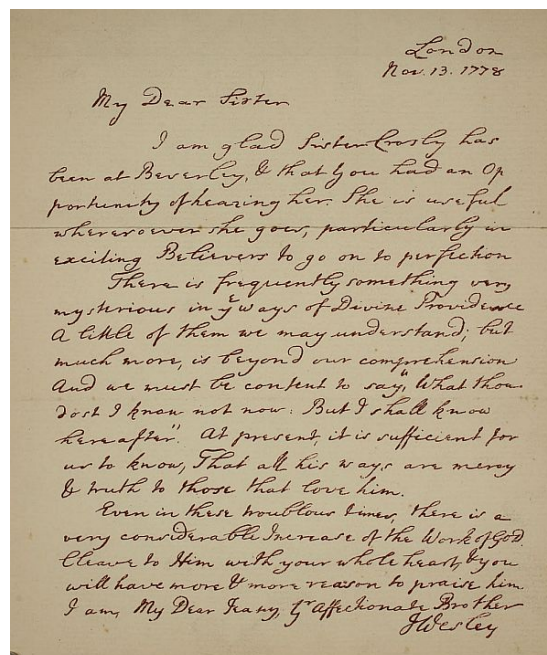 London
Nov. 13. 1778
My Dear Sister
I am glad Sister Crosby has
been at Beverley, & that you had an Op
portunity of hearing her. She is useful
wheresoever she goes, particularly in
exciting Believers to go on to perfection
There is frequently something very
mysterious in ye ways of Divine Providence
A little of them we may understand; but
much more, is beyond our comprehension
And we must be content to say, "What thou
dost I know not now: But I shall know
hereafter". At present, it is sufficient for
us to know, That all his ways are mercy
& truth to those that love him.
Even in these troublous times, there is a
very considerable Increase of the Work of God.
Cleave to Him with your whole heart, & you
will have more & more reason to praise him
I am, My Dear Feany, Yr Affectionate Brother
JWesley